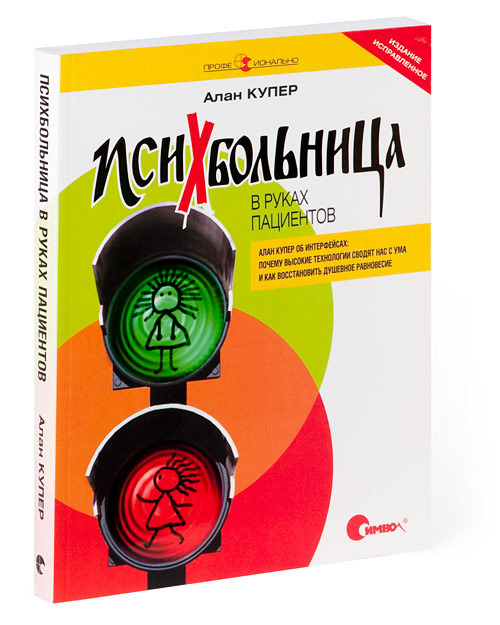 ПРОФЕССИОНАЛЬНО
ИЗДАНИЕ
ИСПРАВЛЕННОЕ
Алан КУПЕР
ПСИХБОЛЬНИЦА
В РУКАХ
ПАЦИЕНТОВ
АЛАН КУПЕР ОБ ИНТЕРФЕЙСАХ:
ПОЧЕМУ ВЫСОКИЕ ТЕХНОЛОГИИ СВОДЯТ НАС С УМА
И КАК ВОССТАНОВИТЬ ДУШЕВНОЕ РАВНОВЕСИЕ
СИМВОЛ®
ПСИХБОЛЬНИЦА В РУКАХ ПАЦИЕНТОВ Алан КУПЕР